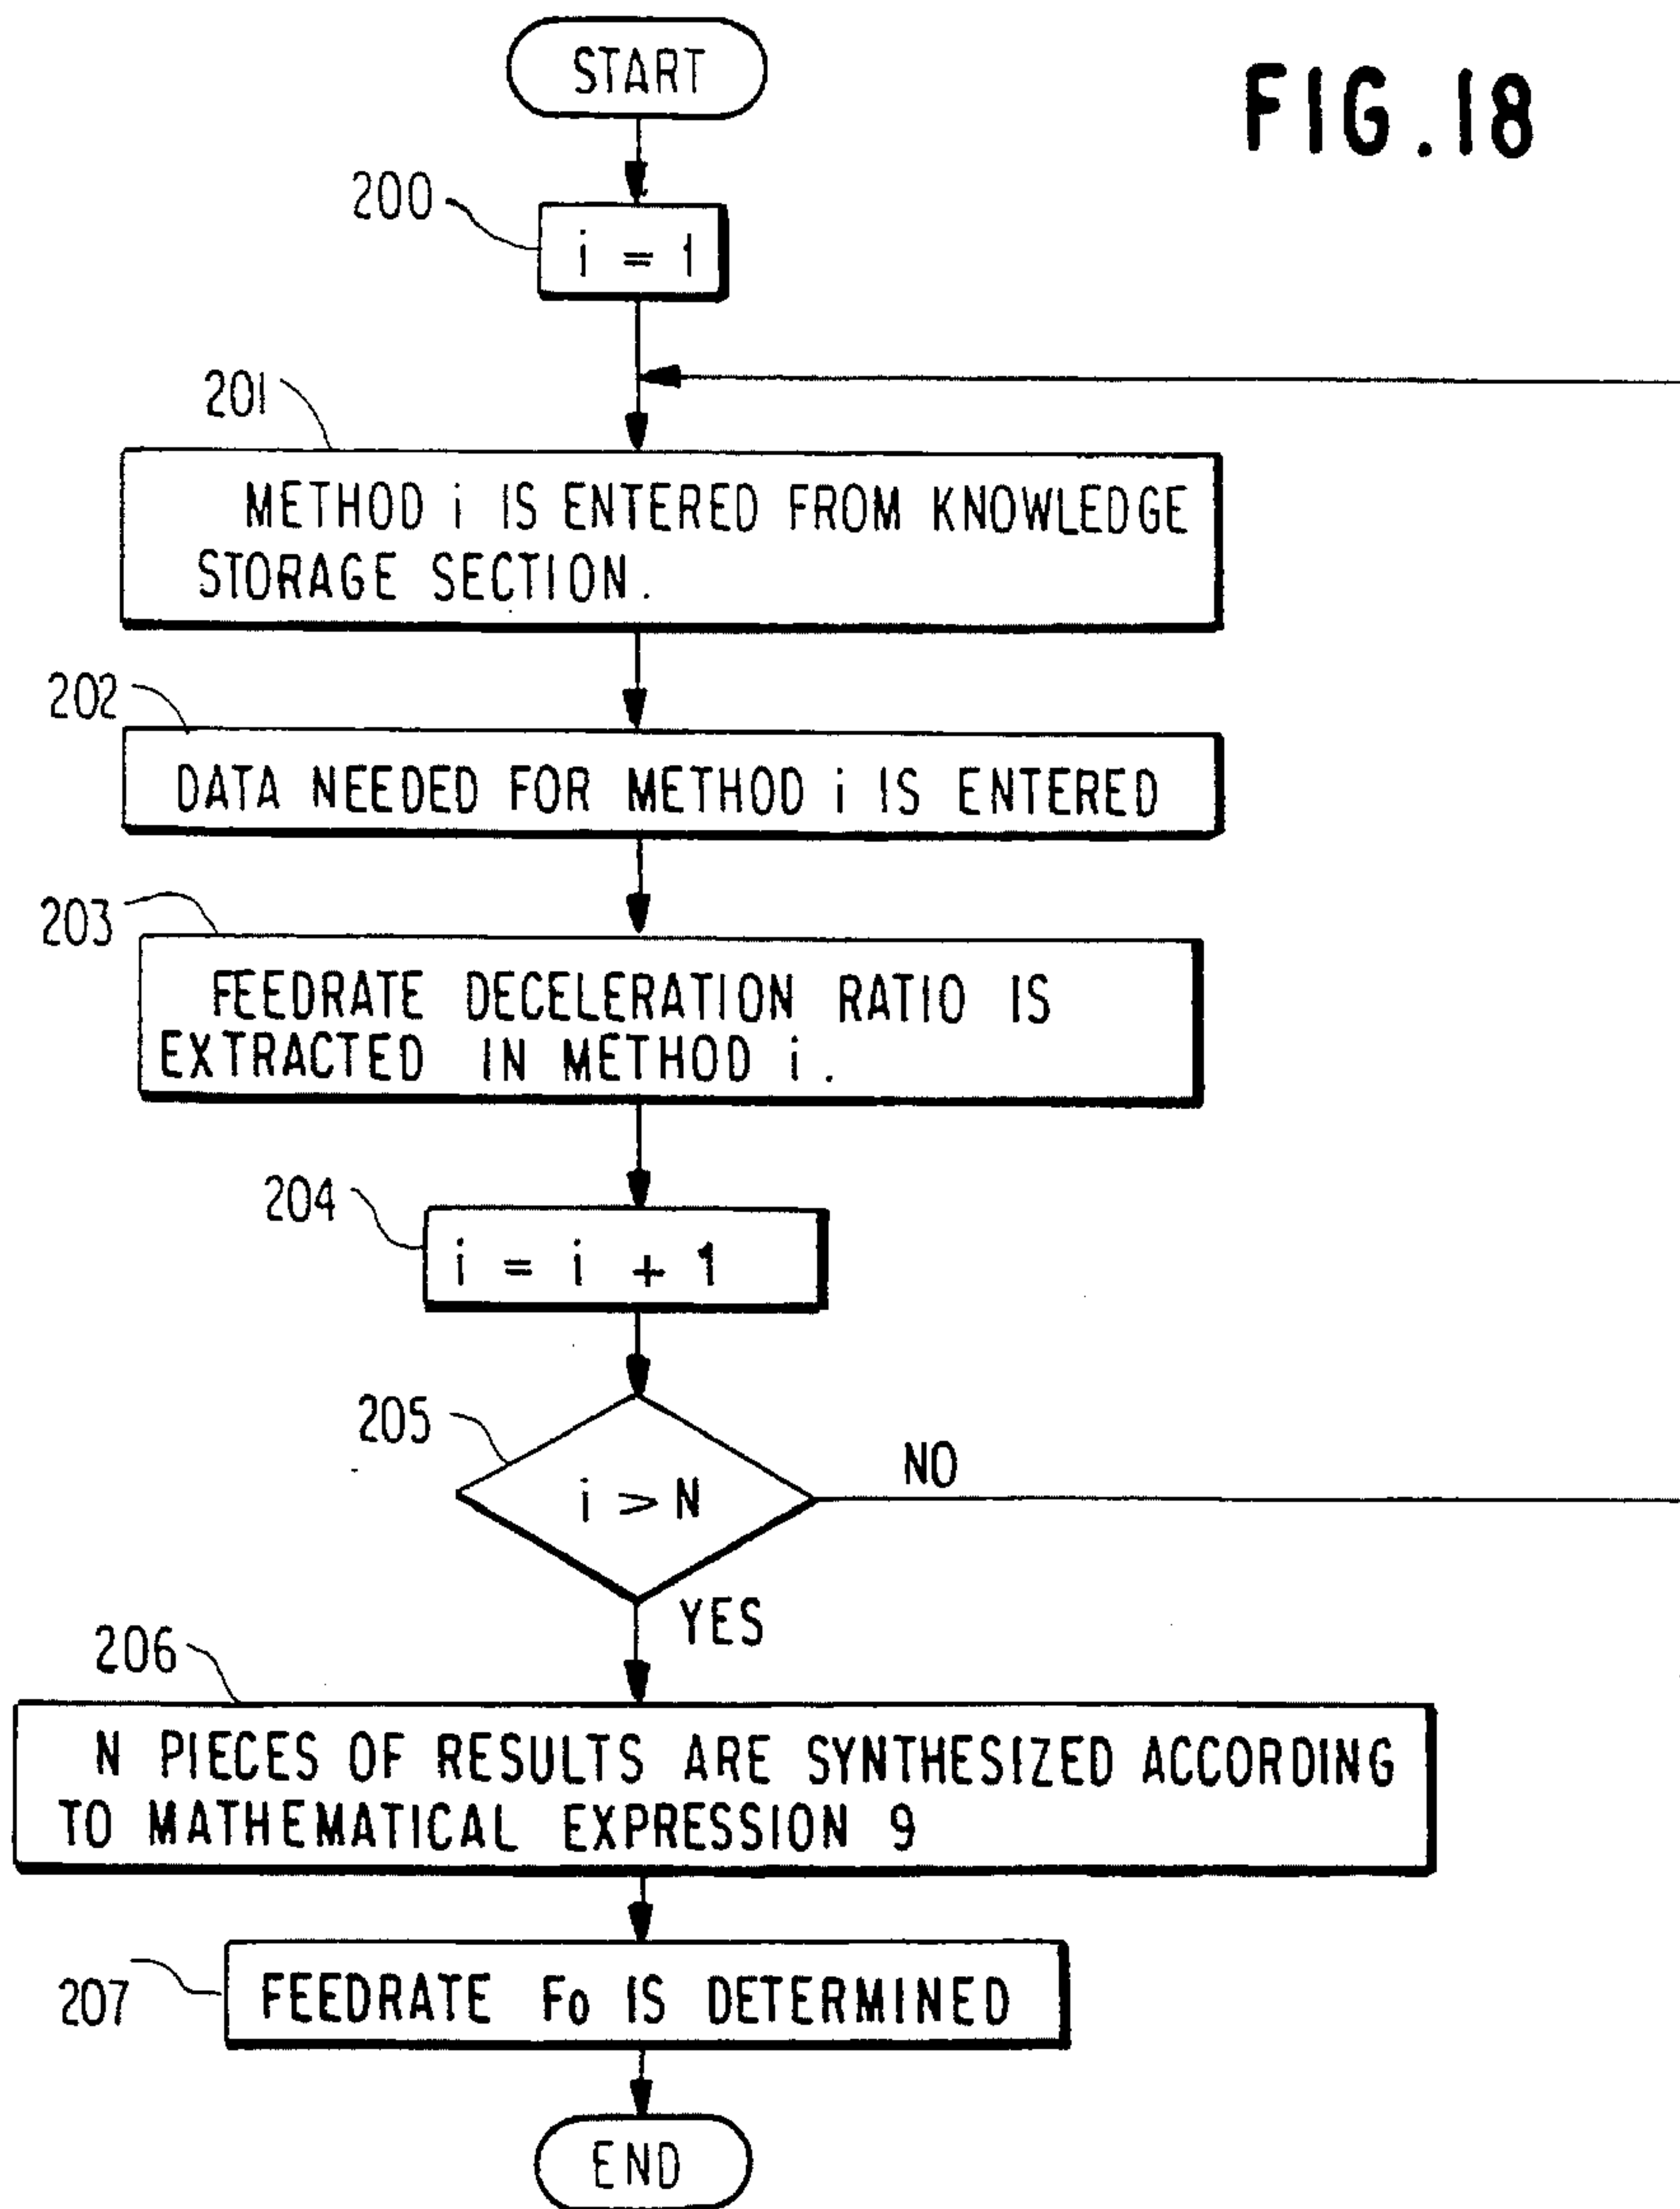 START
FIG.18
200
i = 1
201
METHOD i IS ENTERED FROM KNOWLEDGE
STORAGE SECTION.
202
DATA NEEDED FOR METHOD i IS ENTERED
203
FEEDRATE DECELERATION RATIO IS
EXTRACTED IN METHOD i.
204
i = i + 1
205
i > N
NO
YES
206
N PIECES OF RESULTS ARE SYNTHESIZED ACCORDING
TO MATHEMATICAL EXPRESSION 9
207
FEEDRATE Fo IS DETERMINED
END